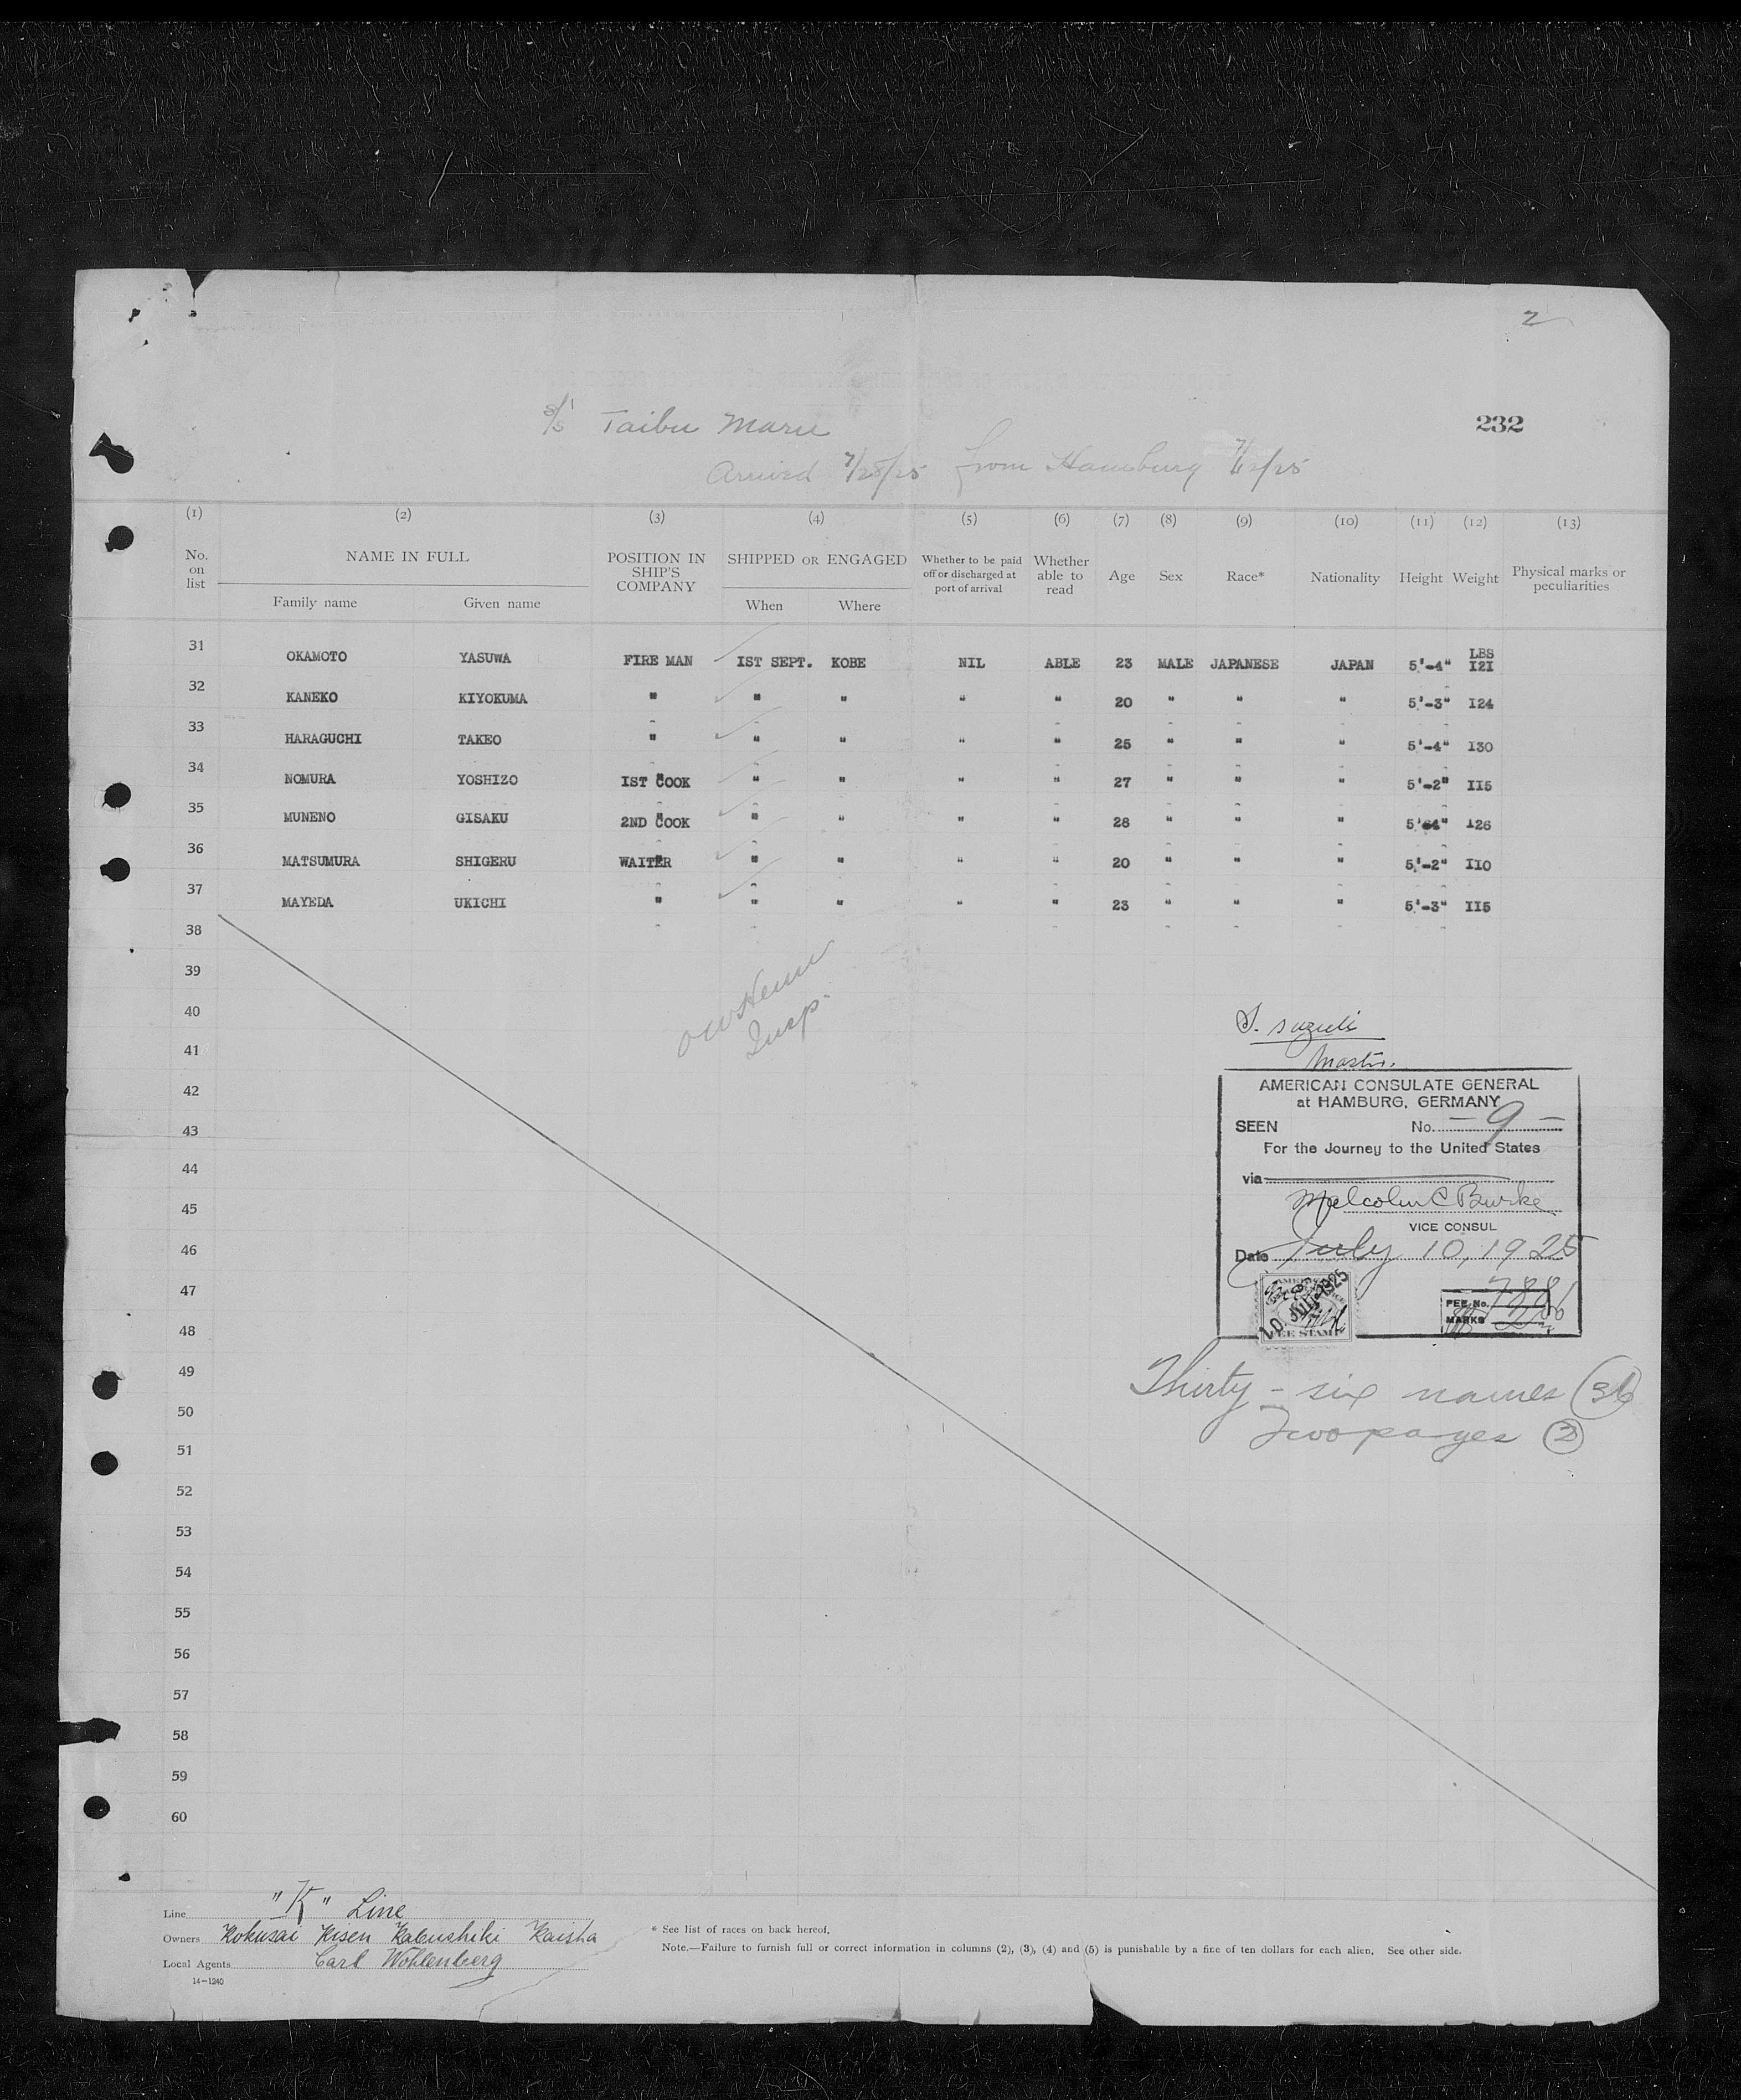 2
S/S Taibu Maru
232
Arrived 7/28/25 from Hamburg 7/12/25
(1) (2) (3) (4) (5) (6) (7) (8) (9) (10) (11) (12) (13)
No. on list
NAME IN FULL
Family name Given name
POSITION IN SHIP'S COMPANY
SHIPPED OR ENGAGED
When Where
Whether to be paid off or discharged at port of arrival
Whether able to read
Age
Sex
Race*
Nationality
Height
Weight
Physical marks or peculiarities
31 OKAMOTO YASUWA FIRE MAN IST SEPT. KOBE NIL ABLE 23 MALE JAPANESE JAPAN 5'-4" LBS I2I
32 KANEKO KIYOKUMA " " " " " 20 " " " 5'-3" I24
33 HARAGUCHI TAKEO " " " " " 25 " " " 5'-4" I30
34 NOMURA YOSHIZO IST COOK " " " " 27 " " " 5'-2" II5
35 MUNENO GISAKU 2ND COOK " " " " 28 " " " 5'-4" I26
36 MATSUMURA SHIGERU WAITER " " " " 20 " " " 5'-2" II0
37 MAYEDA UKICHI " " " " " 23 " " " 5'-3" II5
38
39
40
41
42
43
44
45
46
47
48
49
50
51
52
53
54
55
56
57
58
59
60
Insp.
S. Suzuki
Master.
AMERICAN CONSULATE GENERAL
at HAMBURG, GERMANY
SEEN No. - 9 -
For the Journey to the United States
via
Malcolm C Burke
VICE CONSUL
Date July 10, 1925
10. JUL. 1925
FEE STAMP
FEE No.
MARKS
Thirty - six names (36)
Two pages (2)
Line "K" Line
Owners Kokusai Kisen Kabushiki Kaisha
Local Agents Carl Wohlenberg
14—1240
* See list of races on back hereof.
Note.—Failure to furnish full or correct information in columns (2), (3), (4) and (5) is punishable by a fine of ten dollars for each alien. See other side.